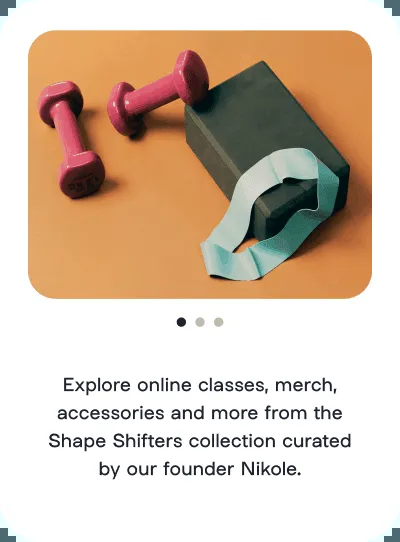 Explore online classes, merch,
accessories and more from the
Shape Shifters collection curated
by our founder Nikole.